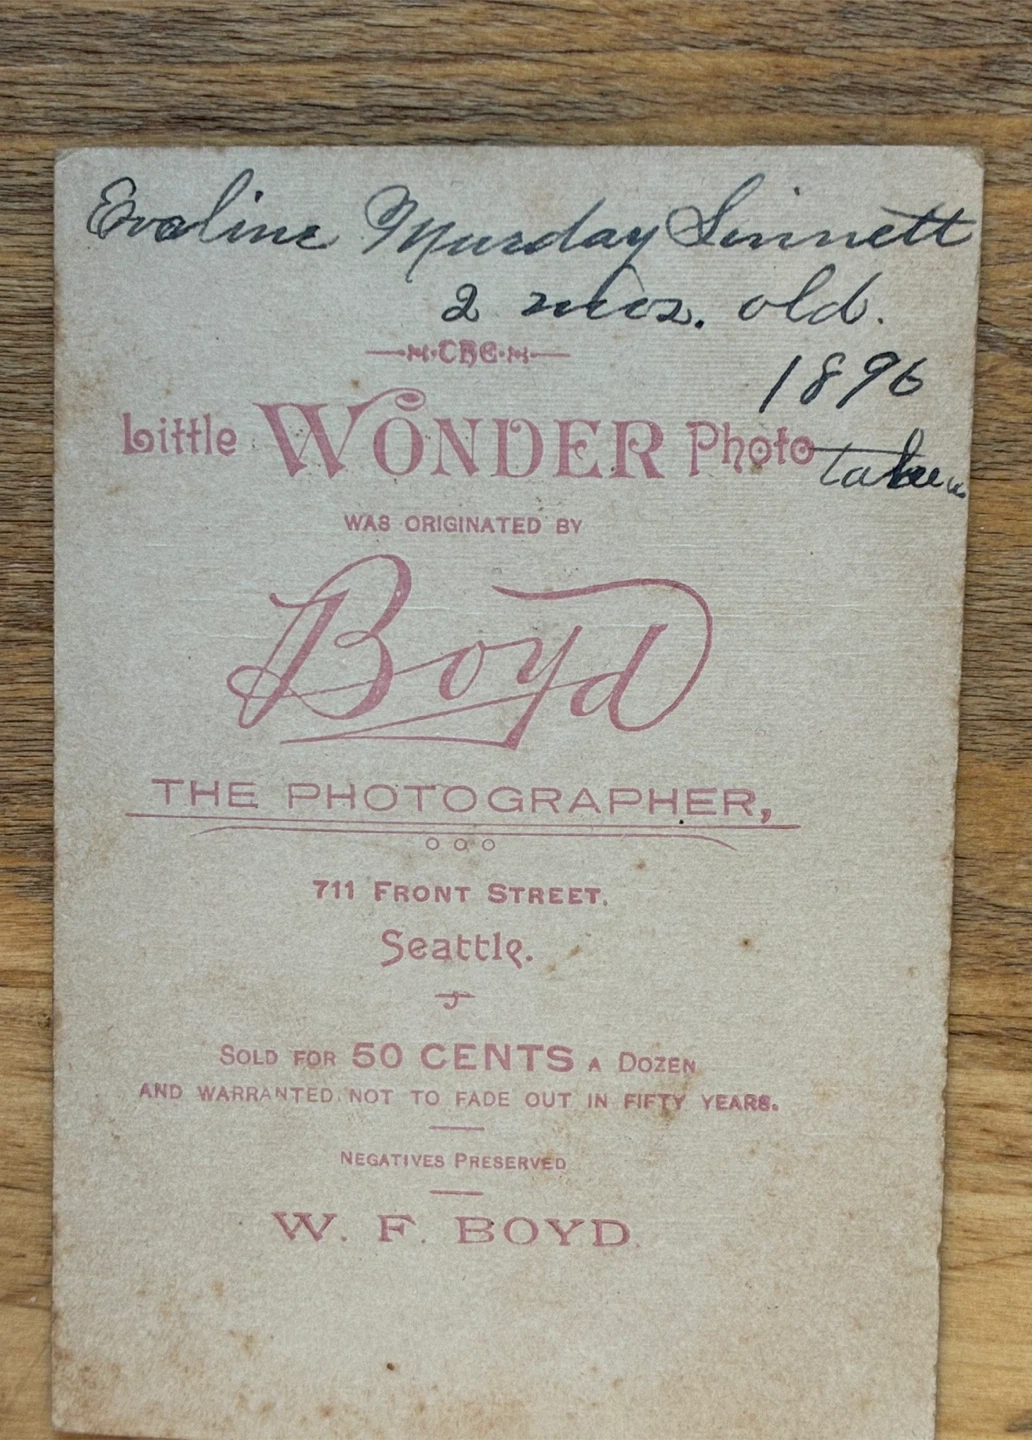 Evaline Murday Sinnett
2 mos. old.
THE
1896
Little WONDER Photo
taken
WAS ORIGINATED BY
Boyd
THE PHOTOGRAPHER,
711 FRONT STREET.
Seattle.
SOLD FOR 50 CENTS A DOZEN
AND WARRANTED NOT TO FADE OUT IN FIFTY YEARS.
NEGATIVES PRESERVED
W. F. BOYD